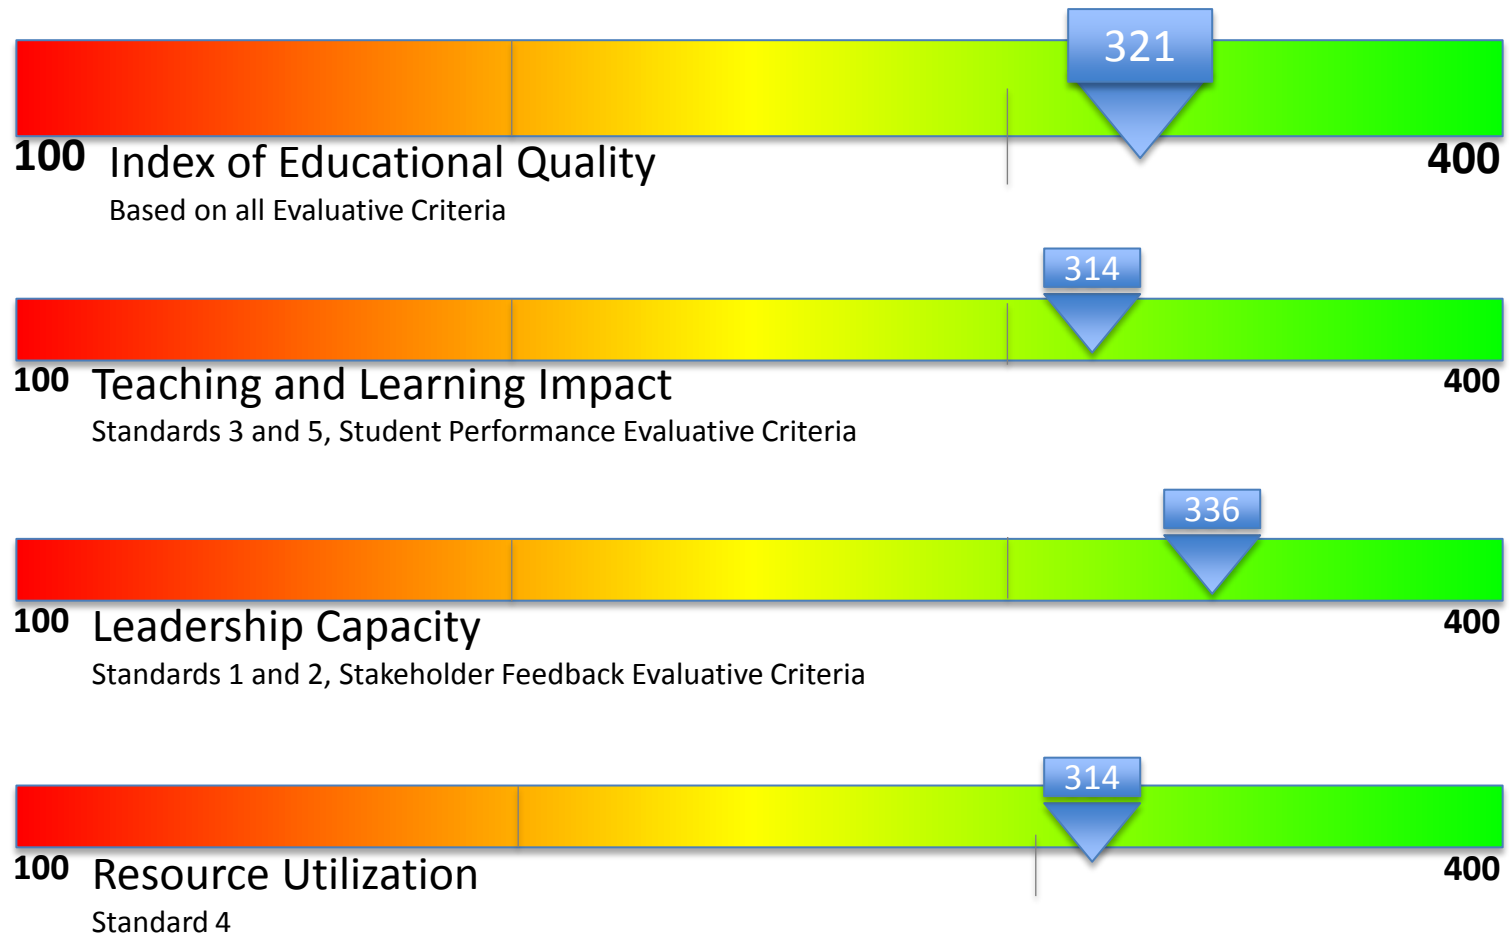 321
100 Index of Educational Quality 400
Based on all Evaluative Criteria
314
100 Teaching and Learning Impact 400
Standards 3 and 5, Student Performance Evaluative Criteria
336
100 Leadership Capacity 400
Standards 1 and 2, Stakeholder Feedback Evaluative Criteria
314
100 Resource Utilization 400
Standard 4